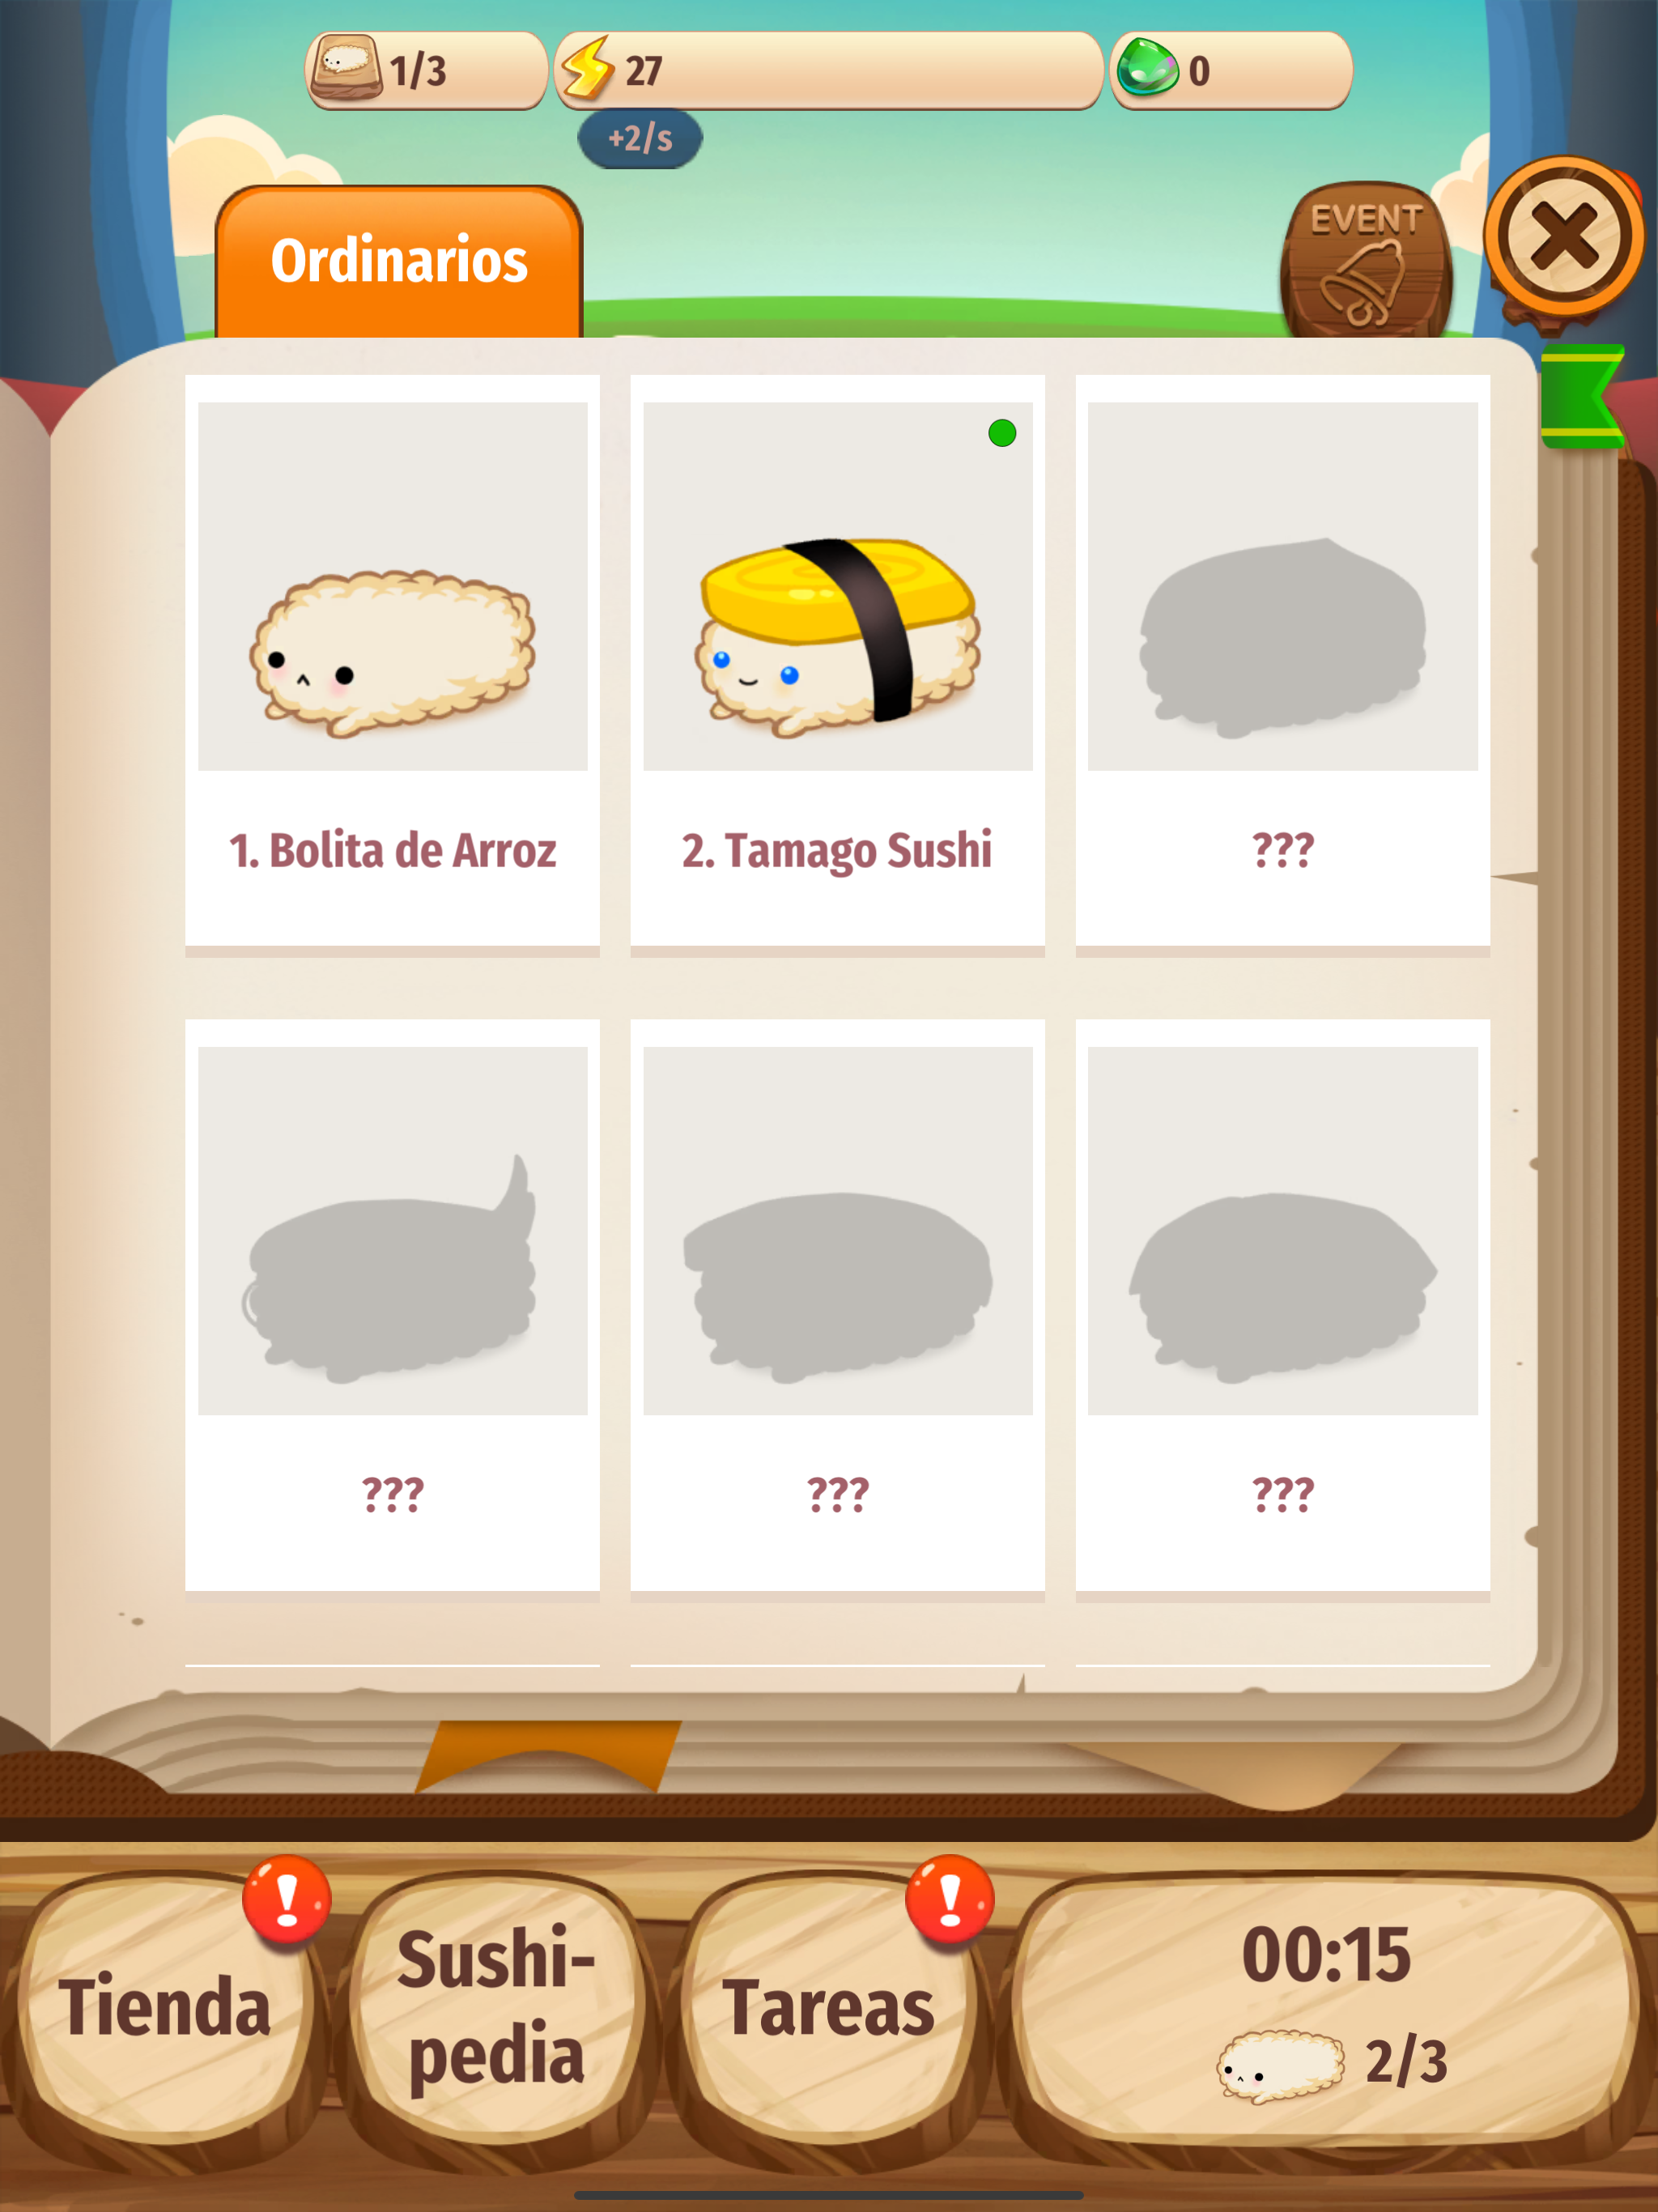 1/3
27
0
+2/s
Ordinarios
EVENT
1. Bolita de Arroz
2. Tamago Sushi
???
???
???
???
!
!
Tienda
Sushi-
pedia
Tareas
00:15
2/3